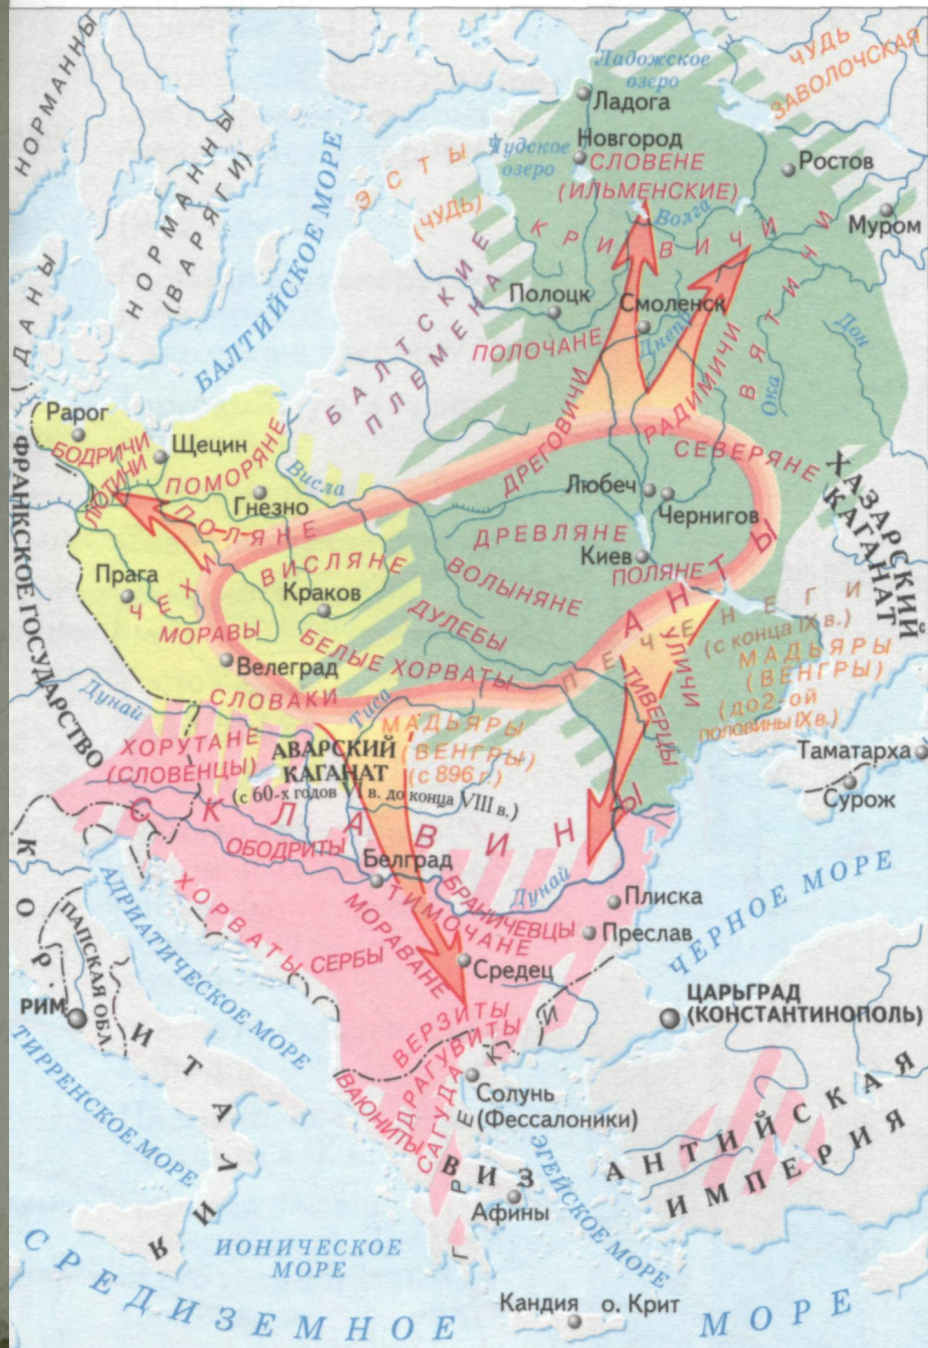 НОРМАННЫ
НОРМАННЫ
(ВАРЯГИ)
ДАНЫ
БАЛТИЙСКОЕ МОРЕ
Ладожское
озеро
Ладога
ЧУДЬ
ЗАВОЛОЧСКАЯ
Чудское
озеро
Новгород
СЛОВЕНЕ
(ИЛЬМЕНСКИЕ)
Ростов
Муром
Волга
ЭСТЫ
(ЧУДЬ)
КРИВИЧИ
БАЛТСКИЕ
ПЛЕМЕНА
Полоцк
Смоленск
Днепр
ПОЛОЧАНЕ
ВЯТИЧИ
Дон
Ока
ДРЕГОВИЧИ
РАДИМИЧИ
СЕВЕРЯНЕ
Рарог
БОДРИЧИ
Щецин
ЛЮТИЧИ
ПОМОРЯНЕ
Гнезно
Висла
ПОЛЯНЕ
Любеч
Чернигов
ХАЗАРСКИЙ
КАГАНАТ
ФРАНКСКОЕ ГОСУДАРСТВО
Прага
ЧЕХИ
ВИСЛЯНЕ
Краков
ДРЕВЛЯНЕ
Киев
ПОЛЯНЕ
ВОЛЫНЯНЕ
АНТЫ
МОРАВЫ
Велеград
БЕЛЫЕ ХОРВАТЫ
ДУЛЕБЫ
СЛОВАКИ
Тиса
УЛИЧИ
ТИВЕРЦЫ
ПЕЧЕНЕГИ
(с конца IX в.)
МАДЬЯРЫ
(ВЕНГРЫ)
(до 2-ой
половины IX в.)
Дунай
ХОРУТАНЕ
(СЛОВЕНЦЫ)
АВАРСКИЙ
КАГАНАТ
(с 60-х годов VI в. до конца VIII в.)
МАДЬЯРЫ
(ВЕНГРЫ)
(с 896 г.)
Таматарха
Сурож
СКЛАВИНЫ
ОБОДРИТЫ
Белград
Дунай
КОР.
ИТАЛИЯ
ПАПСКАЯ ОБЛ.
РИМ
АДРИАТИЧЕСКОЕ МОРЕ
ХОРВАТЫ
СЕРБЫ
МОРАВАНЕ
ТИМОЧАНЕ
БРАНИЧЕВЦЫ
Плиска
Преслав
Средец
ЧЕРНОЕ МОРЕ
ЦАРЬГРАД
(КОНСТАНТИНОПОЛЬ)
ВЕРЗИТЫ
ДРАГУВИТЫ
САГУДАТЫ
ВАЮНИТЫ
Солунь
(Фессалоники)
ГРЕКИ
ВИЗАНТИЙСКАЯ
ИМПЕРИЯ
Афины
ЭГЕЙСКОЕ МОРЕ
ТИРРЕНСКОЕ МОРЕ
ИОНИЧЕСКОЕ
МОРЕ
Кандия о. Крит
СРЕДИЗЕМНОЕ МОРЕ